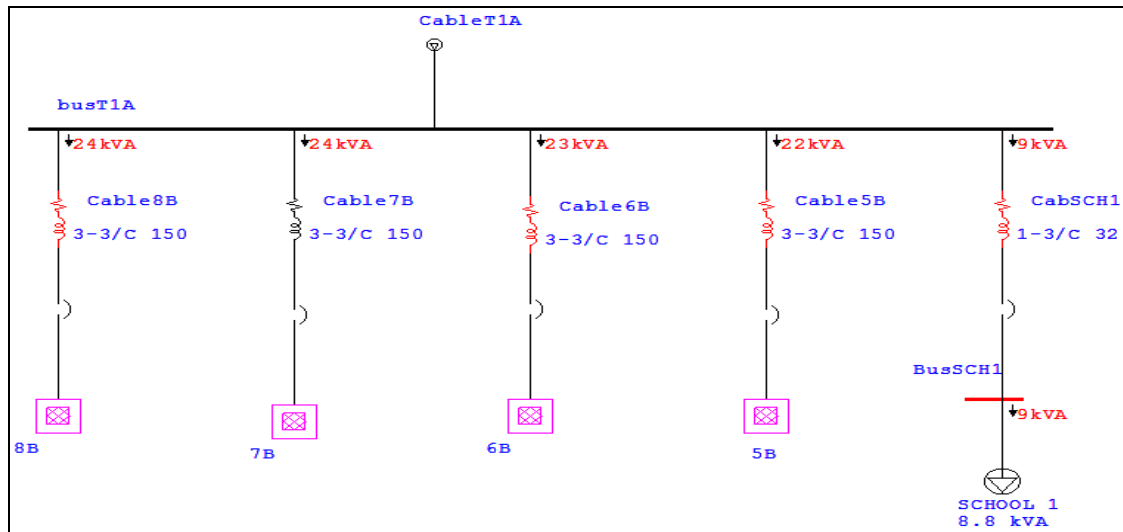 CableT1A
busT1A
24kVA 24kVA 23kVA 22kVA 9kVA
Cable8B Cable7B Cable6B Cable5B CabSCH1
3-3/C 150 3-3/C 150 3-3/C 150 3-3/C 150 1-3/C 32
BusSCH1
9kVA
8B 7B 6B 5B
SCHOOL 1
8.8 kVA